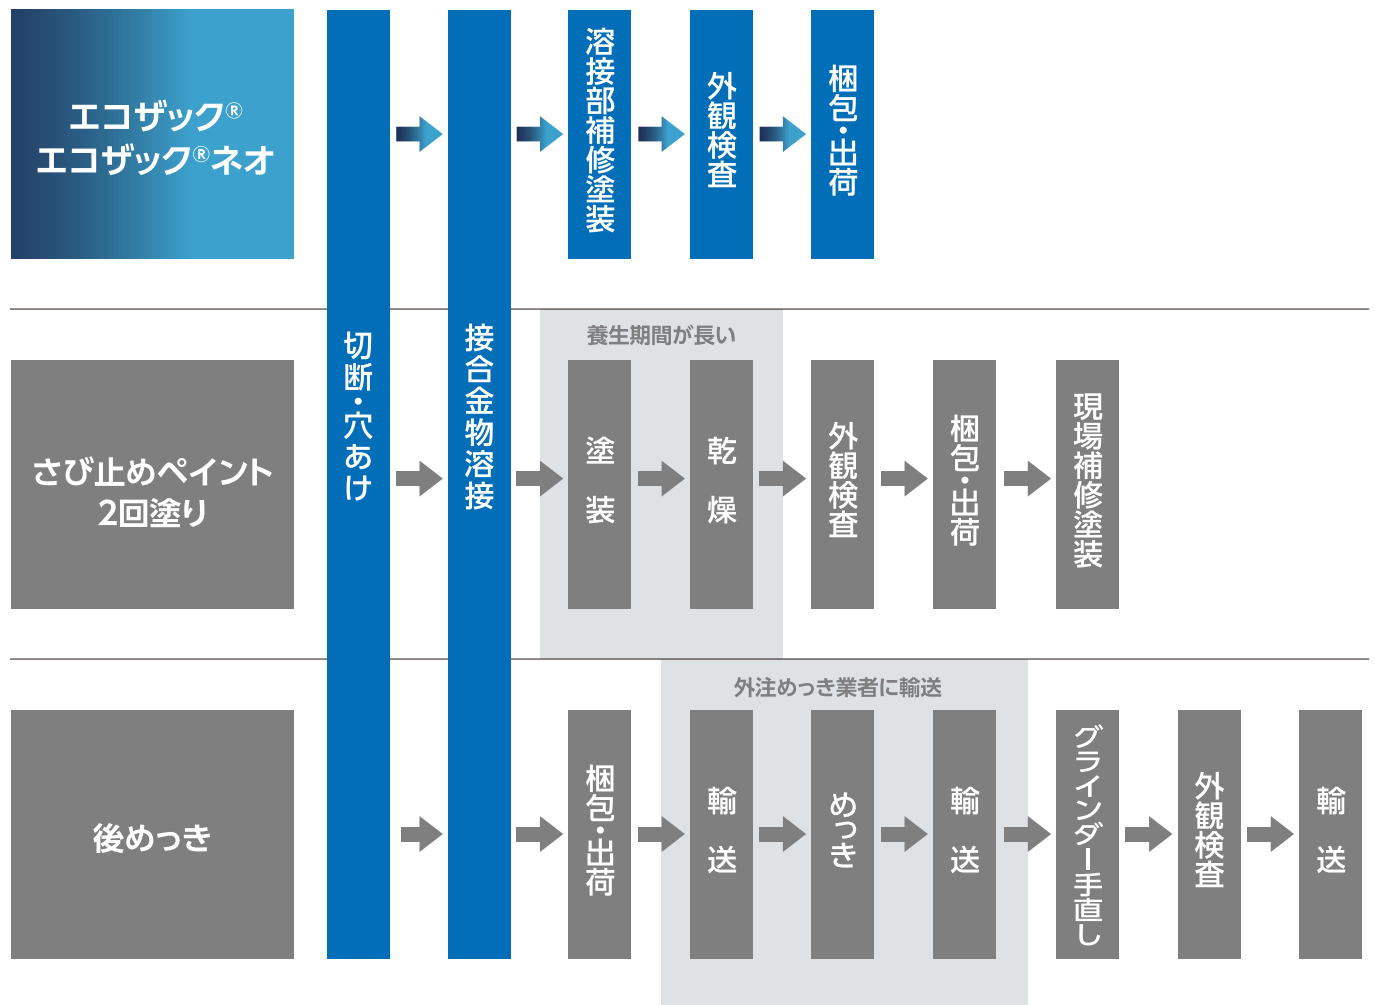 エコザック®
エコザック®ネオ
切断・穴あけ
接合金物溶接
溶接部補修塗装
外観検査
梱包・出荷
さび止めペイント
2回塗り
養生期間が長い
塗装
乾燥
外観検査
梱包・出荷
現場補修塗装
後めっき
梱包・出荷
外注めっき業者に輸送
輸送
めっき
輸送
グラインダー手直し
外観検査
輸送